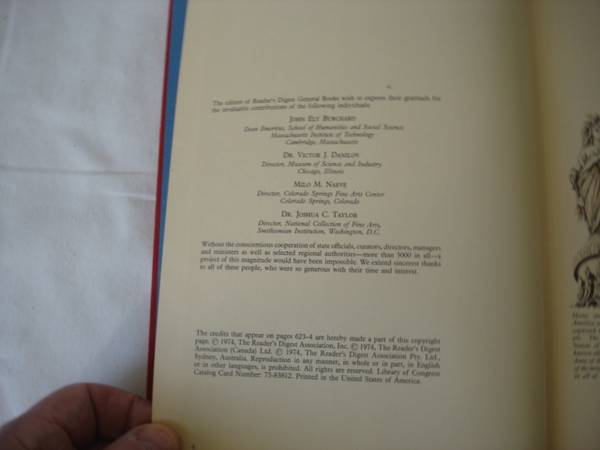 The editors of Reader's Digest General Books wish to express their gratitude for
the invaluable contributions of the following individuals:
JOHN ELY BURCHARD
Dean Emeritus, School of Humanities and Social Science
Massachusetts Institute of Technology
Cambridge, Massachusetts
DR. VICTOR J. DANILOV
Director, Museum of Science and Industry
Chicago, Illinois
MILO M. NAEVE
Director, Colorado Springs Fine Arts Center
Colorado Springs, Colorado
DR. JOSHUA C. TAYLOR
Director, National Collection of Fine Arts,
Smithsonian Institution, Washington, D.C.
Without the conscientious cooperation of state officials, curators, directors, managers
and ministers as well as selected regional authorities—more than 5000 in all—a
project of this magnitude would have been impossible. We extend sincerest thanks
to all of these people, who were so generous with their time and interest.
The credits that appear on pages 623-4 are hereby made a part of this copyright
page. © 1974, The Reader's Digest Association, Inc. © 1974, The Reader's Digest
Association (Canada) Ltd. © 1974, The Reader's Digest Association Pty. Ltd.,
Sydney, Australia. Reproduction in any manner, in whole or in part, in English
or in other languages, is prohibited. All rights are reserved. Library of Congress
Catalog Card Number: 73-83812. Printed in the United States of America.